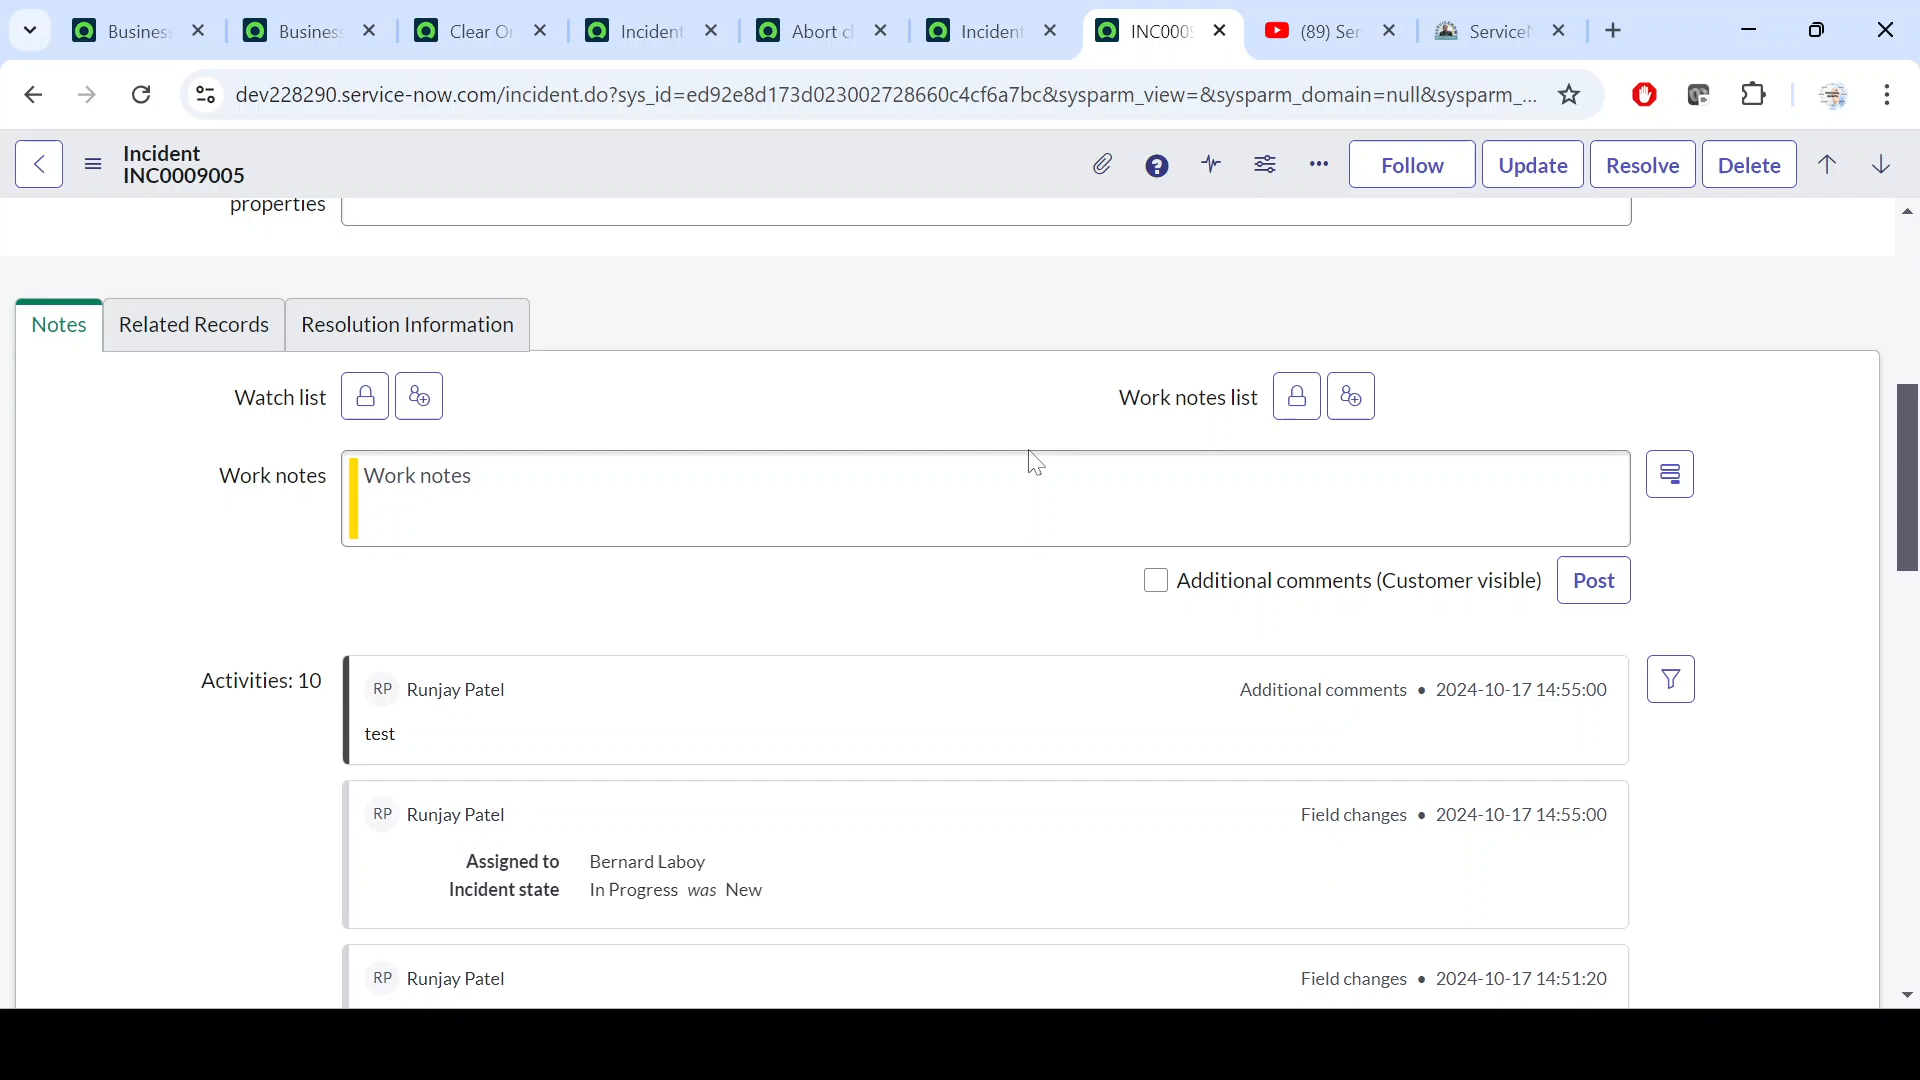 Business
Business
Clear O
Incident
Abort c
Incident
INC000
(89) Ser
Service
dev228290.service-now.com/incident.do?sys_id=ed92e8d173d023002728660c4cf6a7bc&sysparm_view=&sysparm_domain=null&sysparm_...
Incident
INC0009005
Follow
Update
Resolve
Delete
properties
Notes
Related Records
Resolution Information
Watch list
Work notes list
Work notes
Work notes
Additional comments (Customer visible)
Post
Activities: 10
RP Runjay Patel
Additional comments • 2024-10-17 14:55:00
test
RP Runjay Patel
Field changes • 2024-10-17 14:55:00
Assigned to Bernard Laboy
Incident state In Progress was New
RP Runjay Patel
Field changes • 2024-10-17 14:51:20